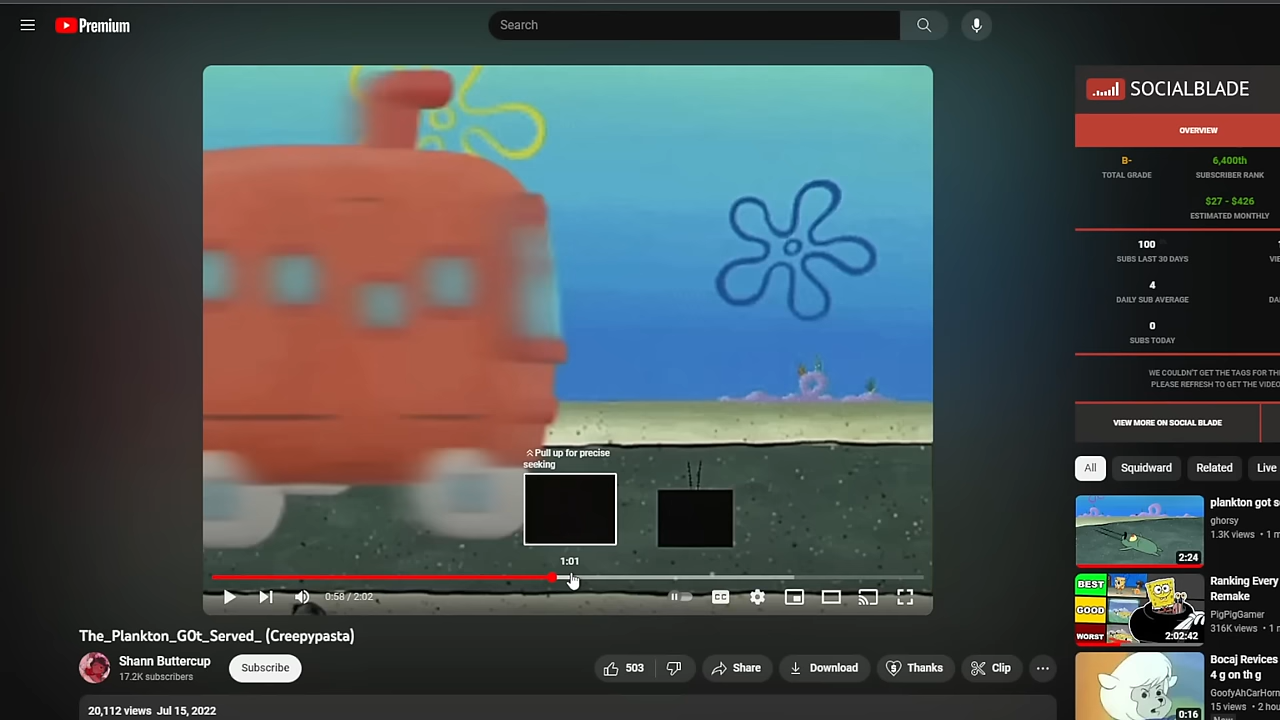 Premium
Search
SOCIALBLADE
OVERVIEW
B-
6,400th
TOTAL GRADE
SUBSCRIBER RANK
$27 - $426
ESTIMATED MONTHLY
100
SUBS LAST 30 DAYS
VIE
4
DAILY SUB AVERAGE
DA
0
SUBS TODAY
WE COULDN'T GET THE TAGS FOR TH
PLEASE REFRESH TO GET THE VIDEO
VIEW MORE ON SOCIAL BLADE
Pull up for precise
seeking
1:01
0:58 / 2:02
CC
All
Squidward
Related
Live
plankton got s
ghorsy
1.3K views • 1 m
2:24
BEST
GOOD
WORST
2:02:42
Ranking Every
Remake
PigPigGamer
316K views • 1 m
Bocaj Revices
4 g on th g
GoofyAhCarHorn
15 views • 2 hou
0:16
The_Plankton_G0t_Served_ (Creepypasta)
Shann Buttercup
17.2K subscribers
Subscribe
503
Share
Download
Thanks
Clip
20,112 views Jul 15, 2022